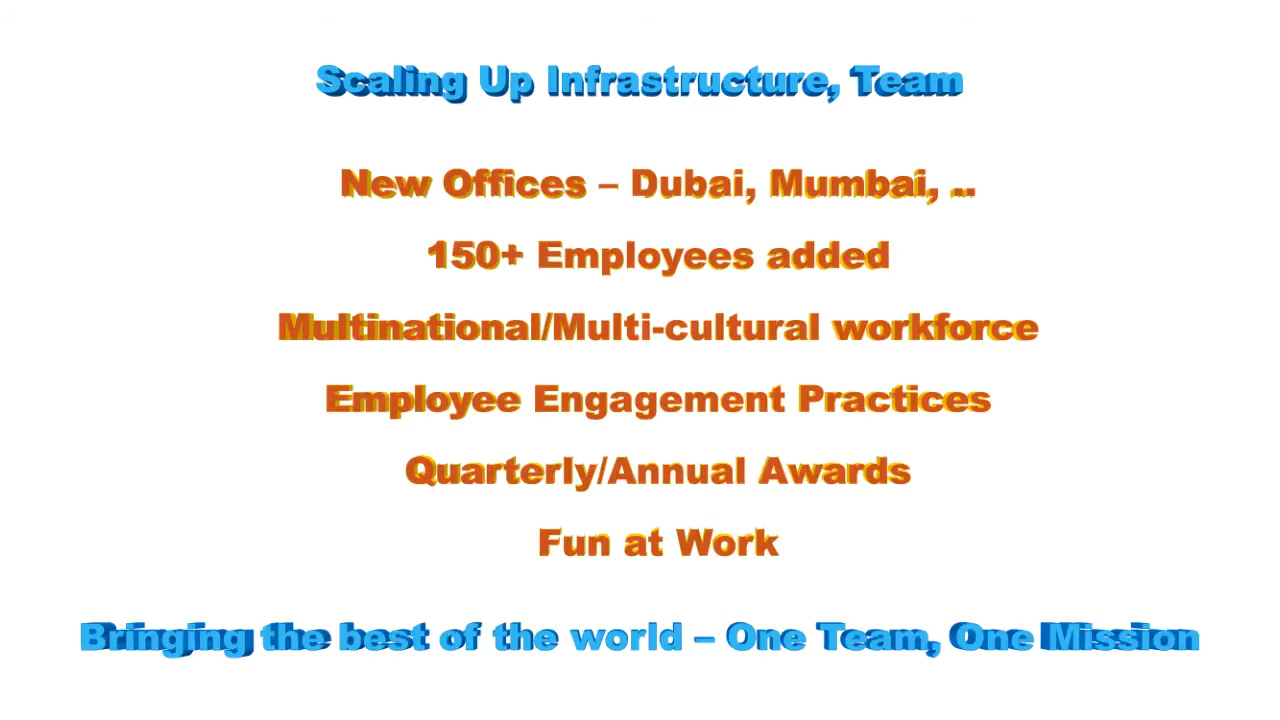 Scaling Up Infrastructure, Team
New Offices – Dubai, Mumbai, ..
150+ Employees added
Multinational/Multi-cultural workforce
Employee Engagement Practices
Quarterly/Annual Awards
Fun at Work
Bringing the best of the world – One Team, One Mission